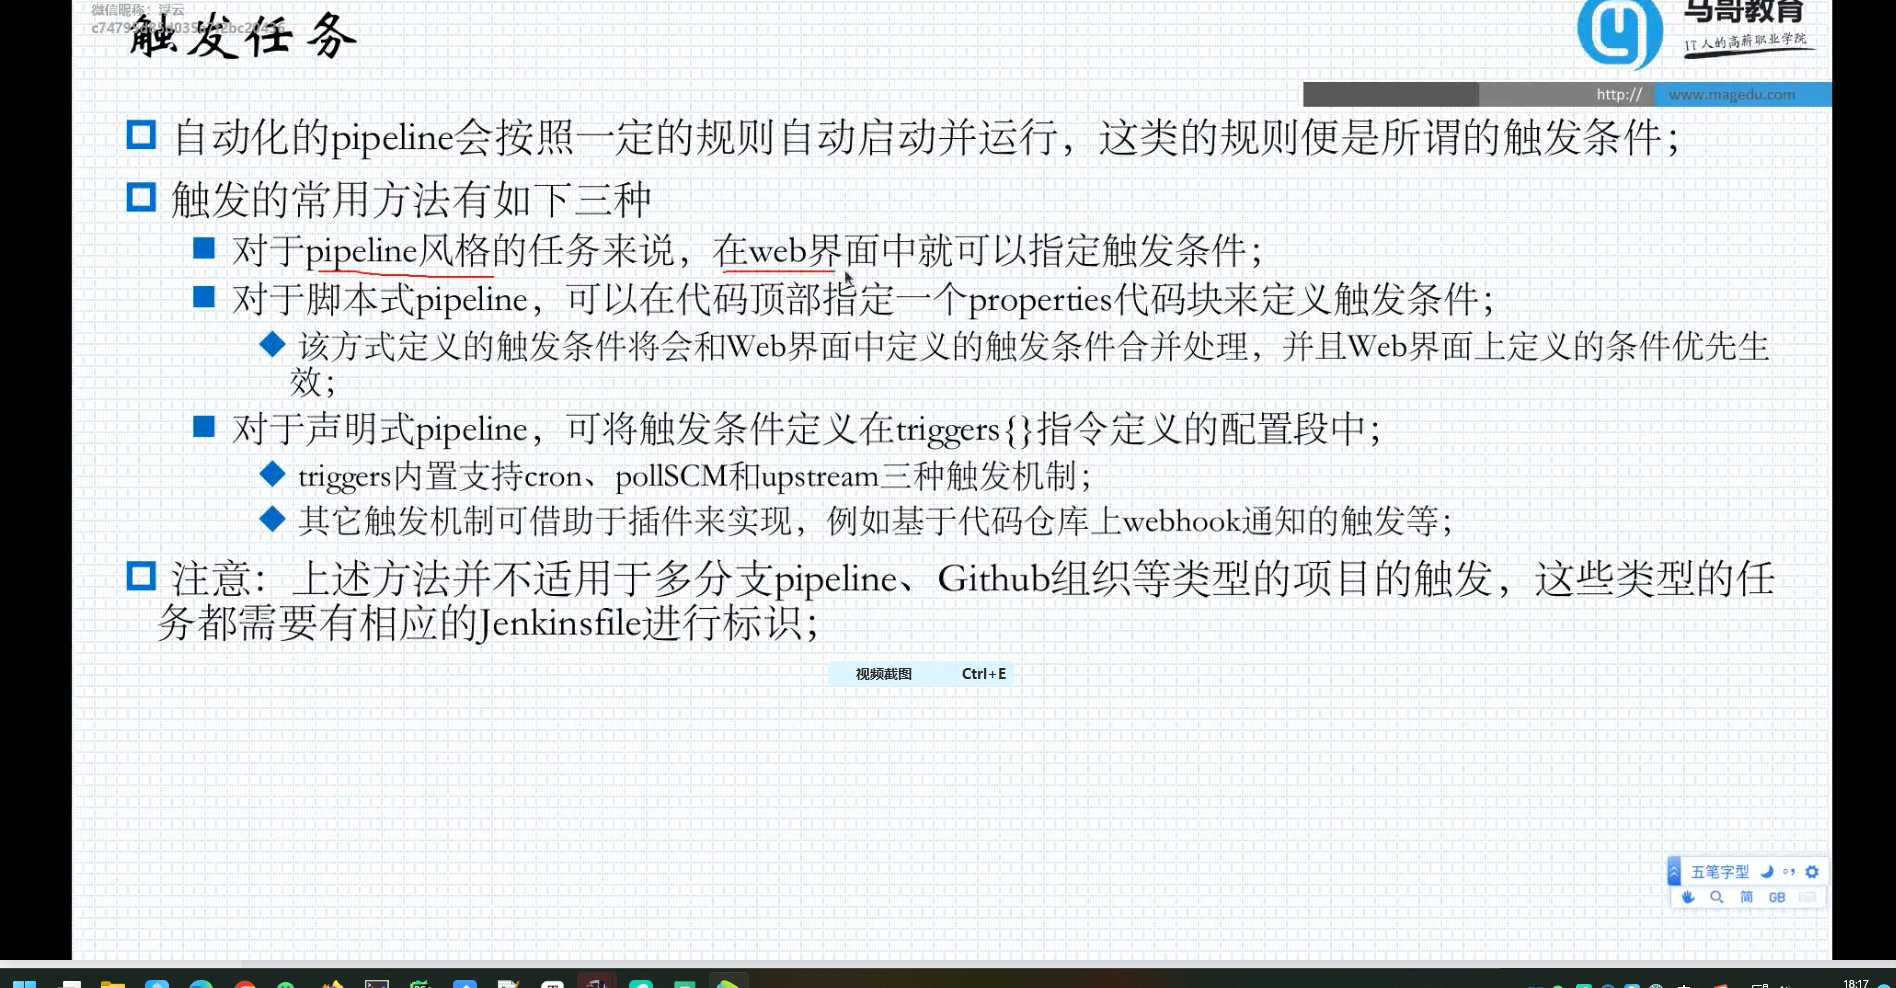 微信昵称：浮云
触发任务
马哥教育
IT人的高薪职业学院
http:// www.magedu.com
自动化的pipeline会按照一定的规则自动启动并运行，这类的规则便是所谓的触发条件；
触发的常用方法有如下三种
对于pipeline风格的任务来说，在web界面中就可以指定触发条件；
对于脚本式pipeline，可以在代码顶部指定一个properties代码块来定义触发条件；
该方式定义的触发条件将会和Web界面中定义的触发条件合并处理，并且Web界面上定义的条件优先生
效；
对于声明式pipeline，可将触发条件定义在triggers{}指令定义的配置段中；
triggers内置支持cron、pollSCM和upstream三种触发机制；
其它触发机制可借助于插件来实现，例如基于代码仓库上webhook通知的触发等；
注意：上述方法并不适用于多分支pipeline、Github组织等类型的项目的触发，这些类型的任
务都需要有相应的Jenkinsfile进行标识；
视频截图 Ctrl+E
五笔字型
简 GB
18:17